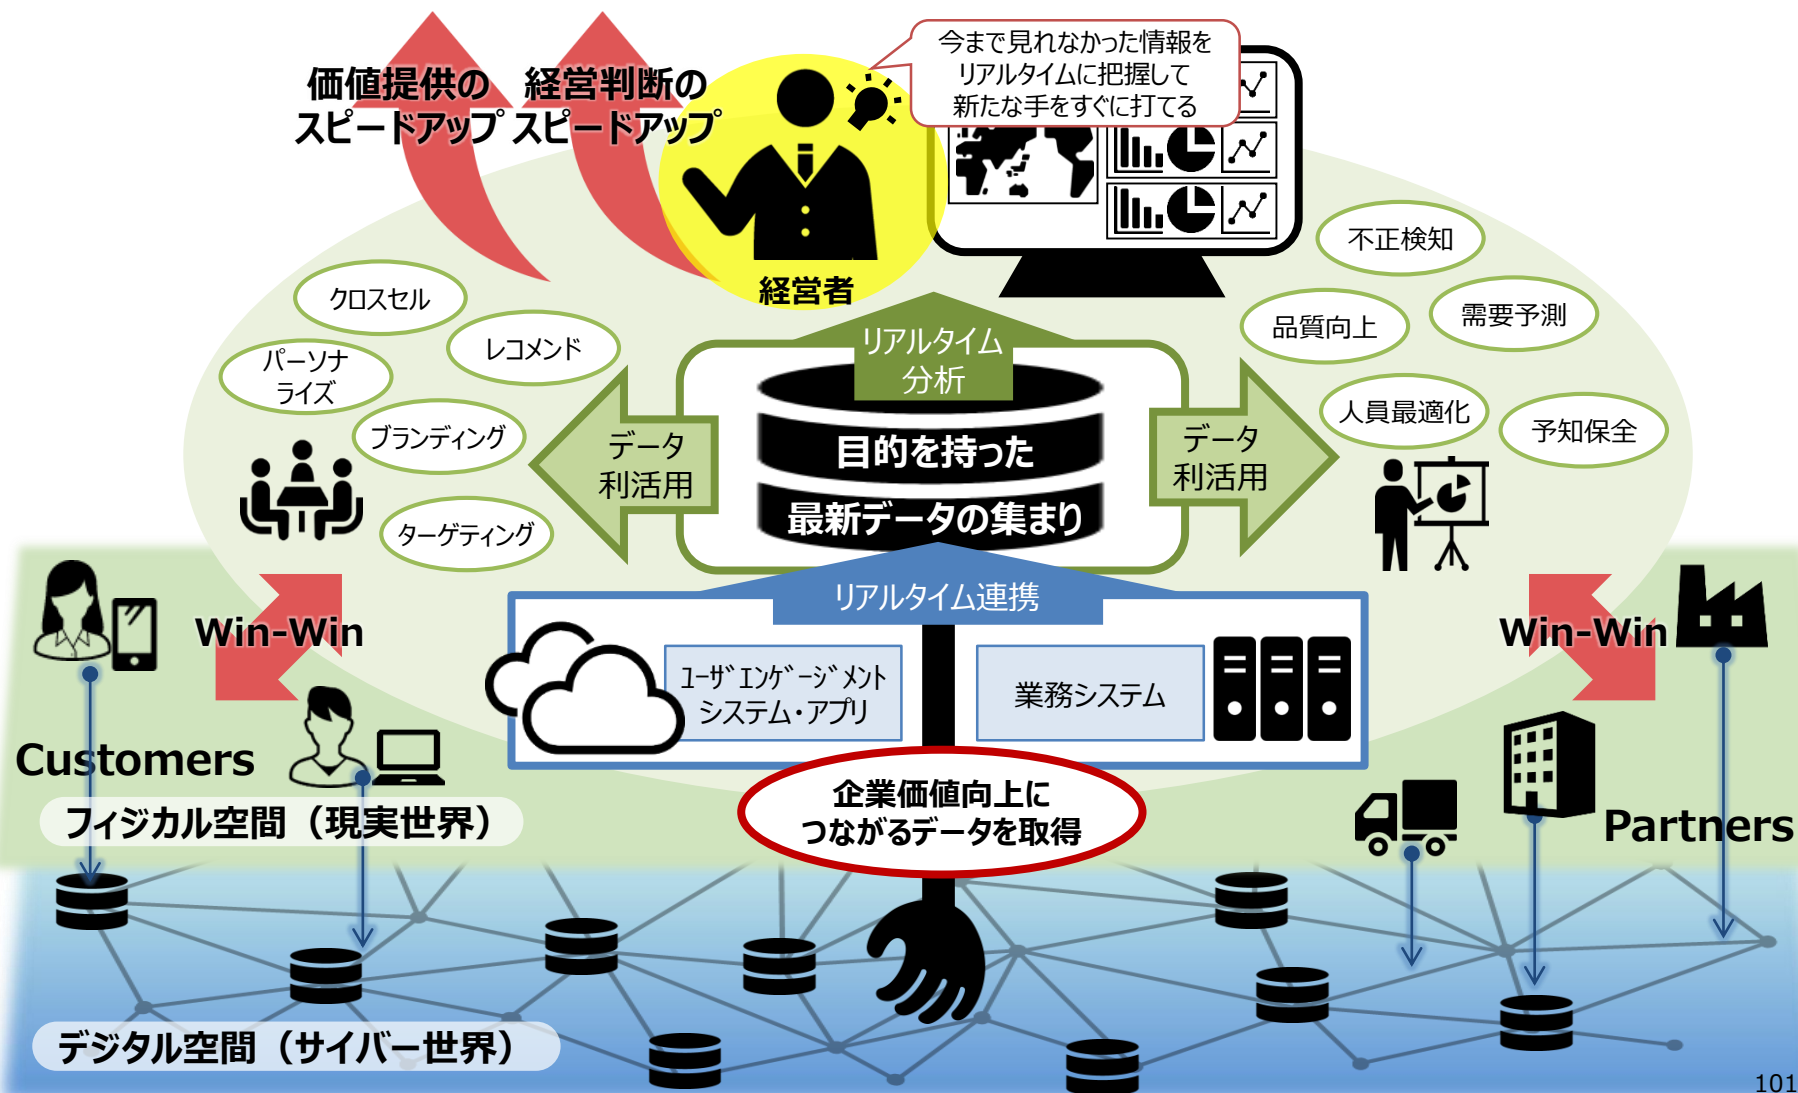 今まで見れなかった情報を
リアルタイムに把握して
新たな手をすぐに打てる
価値提供の
スピードアップ
経営判断の
スピードアップ
経営者
クロスセル
レコメンド
パーソナ
ライズ
ブランディング
ターゲティング
不正検知
需要予測
品質向上
人員最適化
予知保全
リアルタイム
分析
データ
利活用
目的を持った
最新データの集まり
データ
利活用
リアルタイム連携
Win-Win
Win-Win
ﾕｰｻﾞｴﾝｹﾞｰｼﾞﾒﾝﾄ
システム・アプリ
業務システム
Customers
フィジカル空間（現実世界）
企業価値向上に
つながるデータを取得
Partners
デジタル空間（サイバー世界）
101